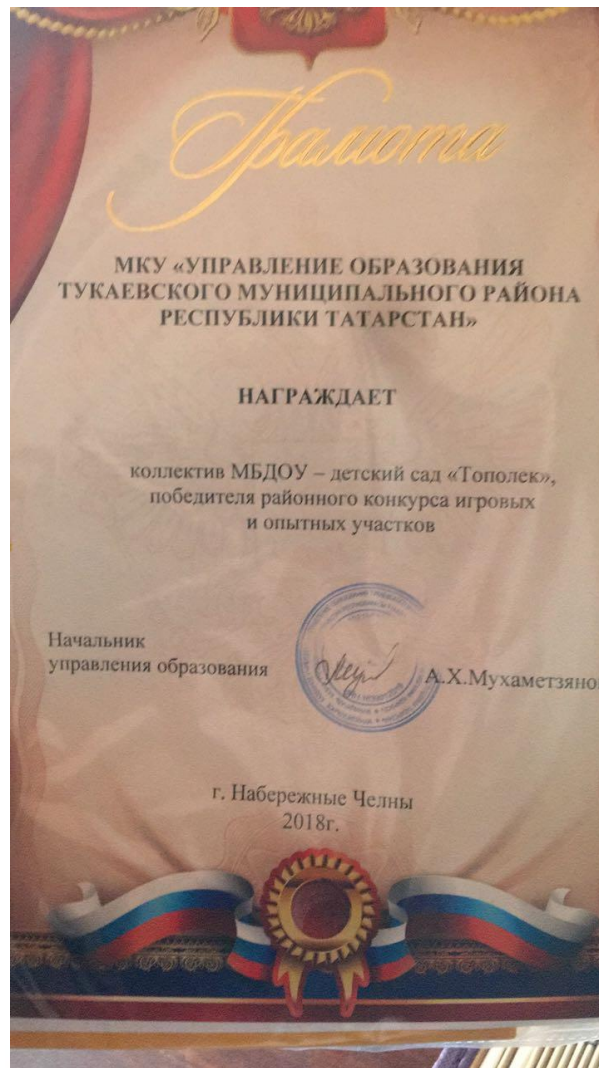 Грамота
МКУ «УПРАВЛЕНИЕ ОБРАЗОВАНИЯ
ТУКАЕВСКОГО МУНИЦИПАЛЬНОГО РАЙОНА
РЕСПУБЛИКИ ТАТАРСТАН»
НАГРАЖДАЕТ
коллектив МБДОУ – детский сад «Тополек»,
победителя районного конкурса игровых
и опытных участков
Начальник
управления образования
А.Х.Мухаметзяно
г. Набережные Челны
2018г.